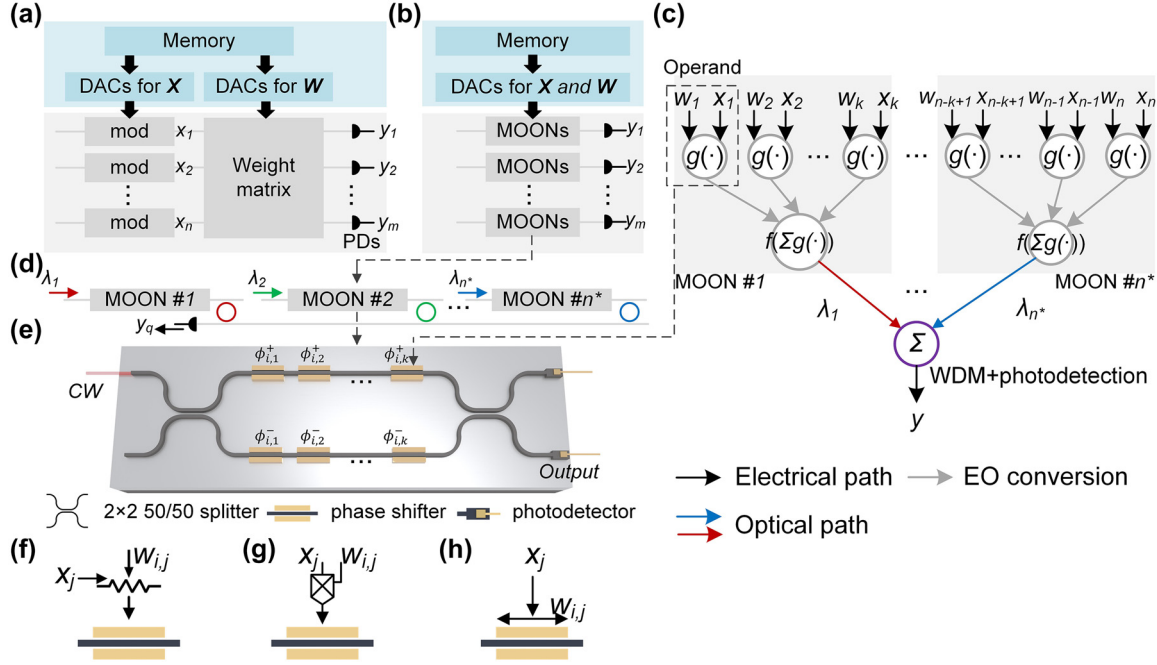 (a)
Memory
DACs for X
DACs for W
mod
x1
mod
x2
mod
xn
Weight
matrix
y1
y2
ym
PDs
(b)
Memory
DACs for X and W
MOONs
y1
MOONs
y2
MOONs
ym
(c)
Operand
w1 x1 w2 x2 wk xk wn-k+1 xn-k+1 wn-1 xn-1 wn xn
g(·) g(·) ... g(·) ... g(·) ... g(·) g(·)
f(Σg(·)) f(Σg(·))
MOON #1 ... MOON #n*
λ1 λn*
Σ
WDM+photodetection
y
Electrical path
EO conversion
Optical path
(d)
λ1 λ2 λn*
MOON #1 MOON #2 ... MOON #n*
yq
(e)
ϕ+i,1 ϕ+i,2 ϕ+i,k
...
CW
ϕ−i,1 ϕ−i,2 ϕ−i,k
...
Output
2×2 50/50 splitter
phase shifter
photodetector
(f)
wi,j
xj
(g)
xj wi,j
(h)
xj
wi,j